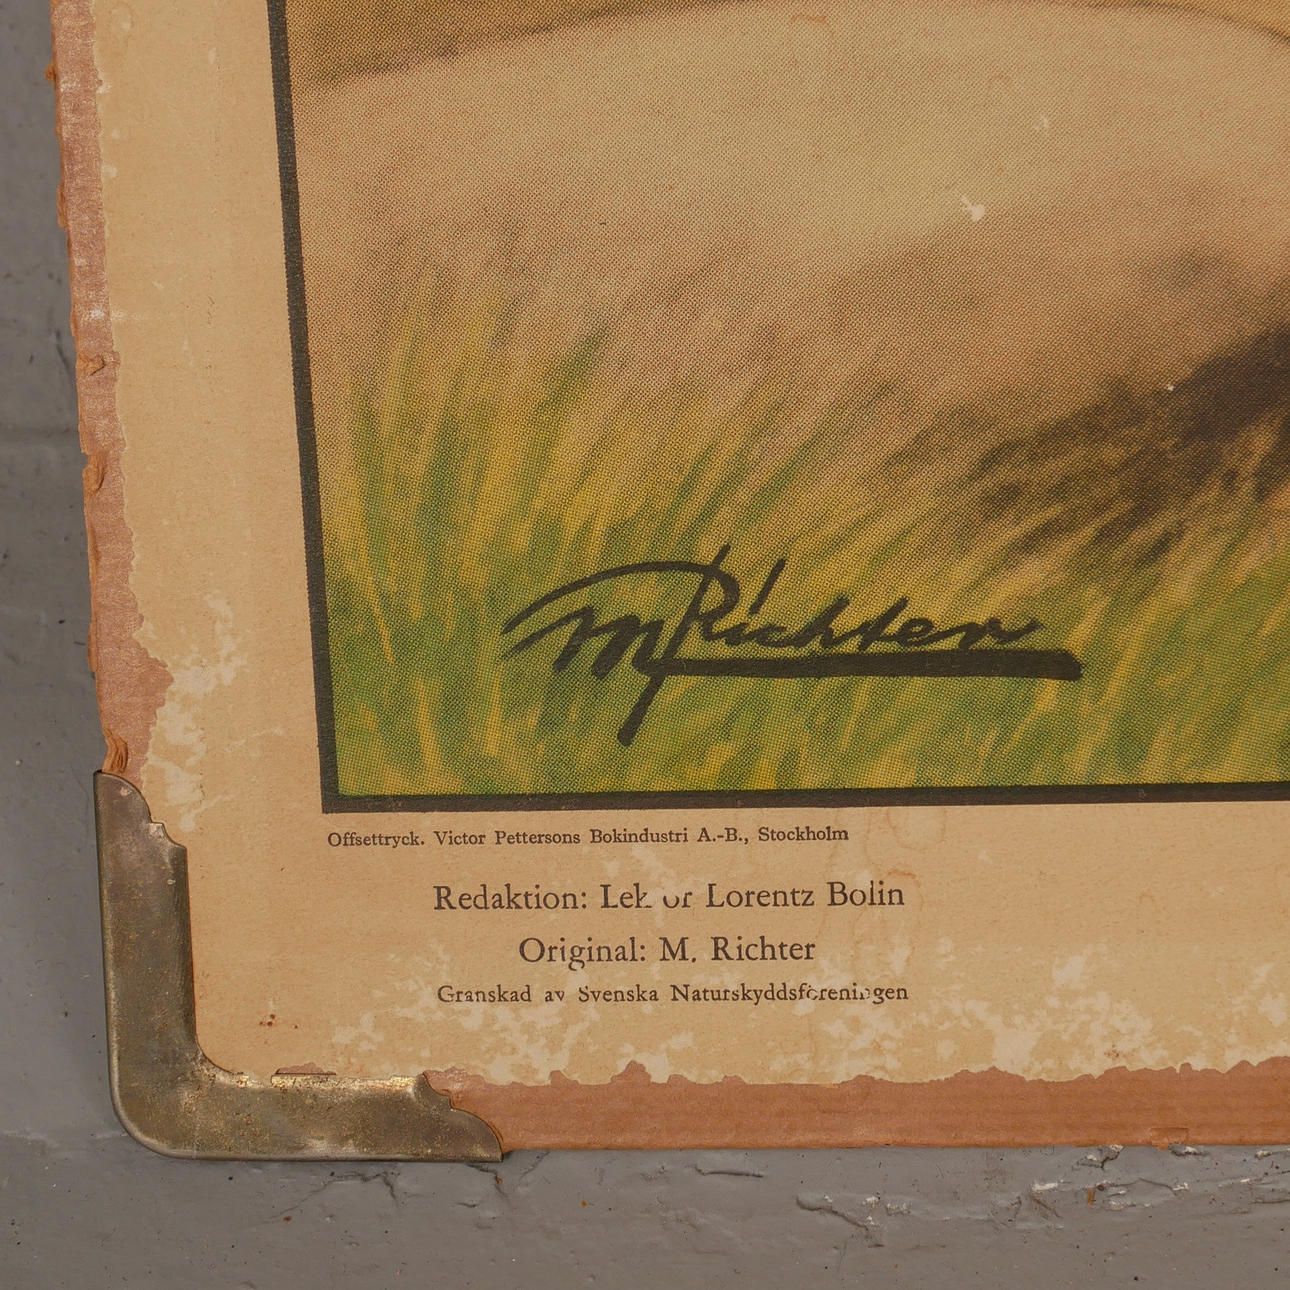 M Richter
Offsettryck. Victor Pettersons Bokindustri A.-B., Stockholm
Redaktion: Lektor Lorentz Bolin
Original: M. Richter
Granskad av Svenska Naturskyddsföreningen